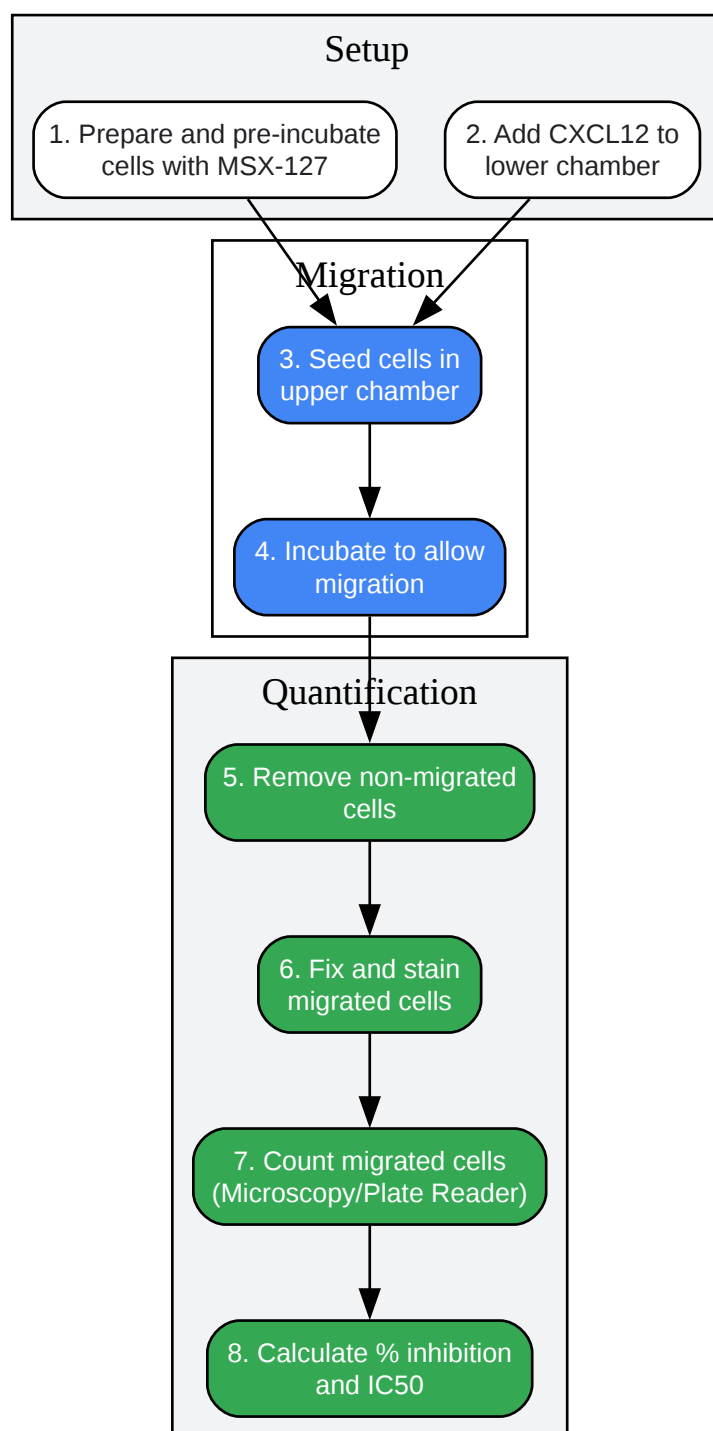 Setup
1. Prepare and pre-incubate
cells with MSX-127
2. Add CXCL12 to
lower chamber
Migration
3. Seed cells in
upper chamber
4. Incubate to allow
migration
Quantification
5. Remove non-migrated
cells
6. Fix and stain
migrated cells
7. Count migrated cells
(Microscopy/Plate Reader)
8. Calculate % inhibition
and IC50